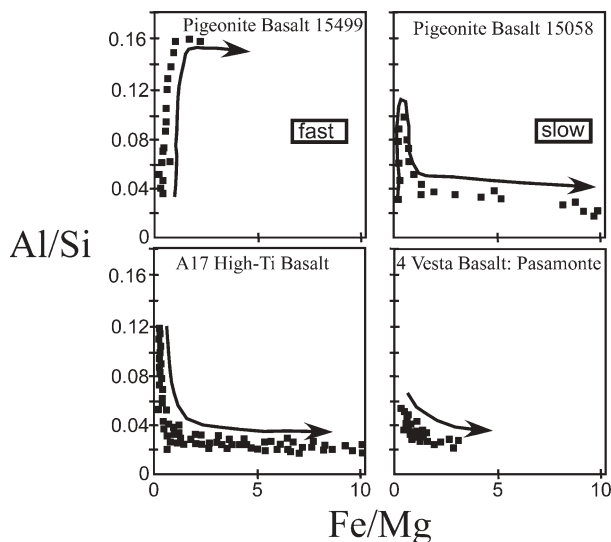 Pigeonite Basalt 15499
Pigeonite Basalt 15058
0.16
0.12
0.08
0.04
0
fast
slow
Al/Si
A17 High-Ti Basalt
4 Vesta Basalt: Pasamonte
0.16
0.12
0.08
0.04
0
0 5 10
0 5 10
Fe/Mg